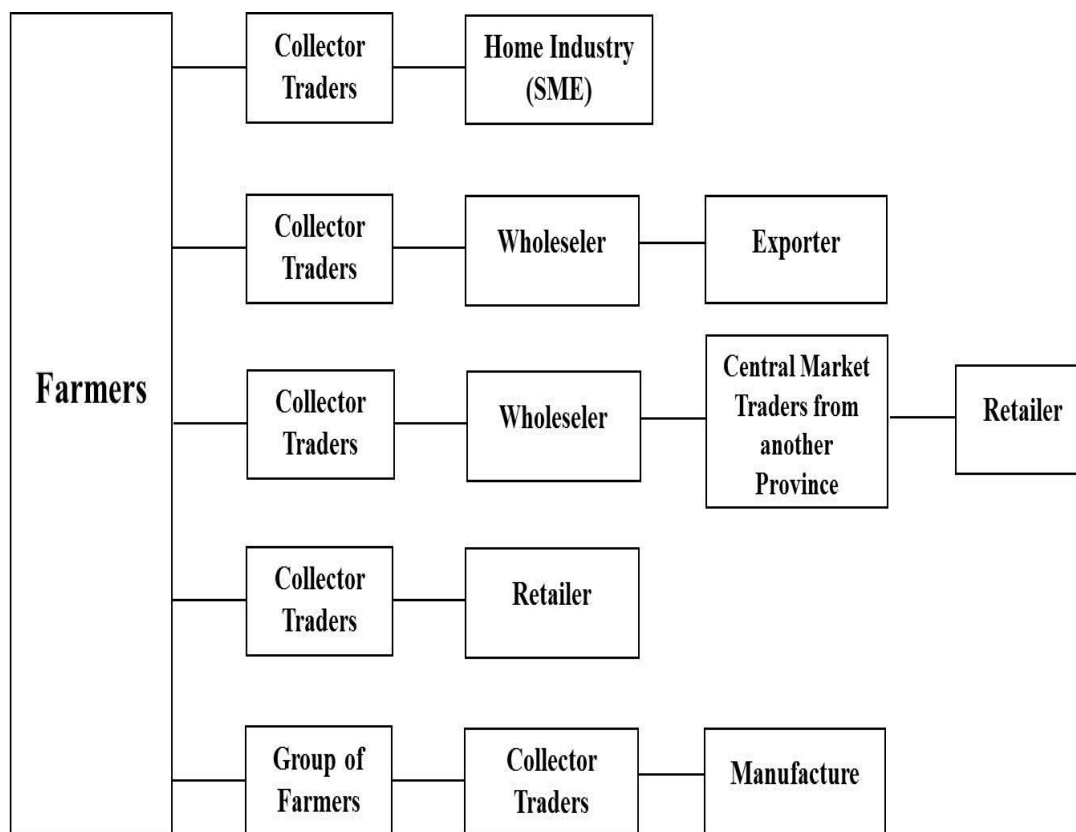 Farmers
Collector
Traders
Home Industry
(SME)
Collector
Traders
Wholeseler
Exporter
Collector
Traders
Wholeseler
Central Market
Traders from
another
Province
Retailer
Collector
Traders
Retailer
Group of
Farmers
Collector
Traders
Manufacture